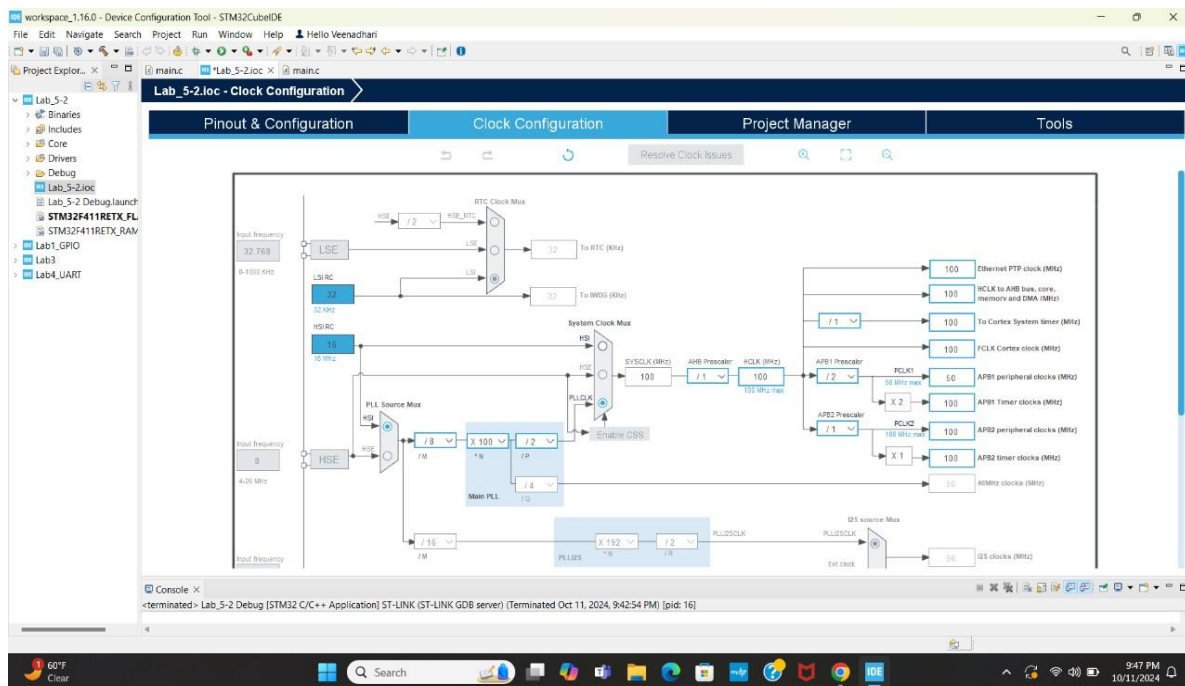 workspace_1.16.0 - Device Configuration Tool - STM32CubeIDE
File Edit Navigate Search Project Run Window Help Hello Veenadhari
Project Explor...
main.c *Lab_5-2.ioc main.c
Lab_5-2.ioc - Clock Configuration
Pinout & Configuration Clock Configuration Project Manager Tools
Resolve Clock Issues
Lab_5-2
Binaries
Includes
Core
Drivers
Debug
Lab_5-2.ioc
Lab_5-2 Debug.launch
STM32F411RETX_FL
STM32F411RETX_RAM
Lab1_GPIO
Lab3
Lab4_UART
RTC Clock Mux
HSE / 2 HSE_RTC
Input frequency
32.768 LSE LSE 32 To RTC (KHz)
0-1000 KHz
LSI RC LSI
32 32 To IWDG (KHz)
32 KHz
HSI RC
16
16 MHz
System Clock Mux
HSI
HSE
PLLCLK
SYSCLK (MHz) AHB Prescaler HCLK (MHz)
100 / 1 100
100 MHz max
Enable CSS
100 Ethernet PTP clock (MHz)
100 HCLK to AHB bus, core,
memory and DMA (MHz)
/ 1 100 To Cortex System timer (MHz)
100 FCLK Cortex clock (MHz)
APB1 Prescaler PCLK1
/ 2 50 MHz max 50 APB1 peripheral clocks (MHz)
X 2 100 APB1 Timer clocks (MHz)
APB2 Prescaler PCLK2
/ 1 100 MHz max 100 APB2 peripheral clocks (MHz)
X 1 100 APB2 timer clocks (MHz)
50 48MHz clocks (MHz)
PLL Source Mux
HSI
HSE
/ 8 X 100 / 2
/ M * N / P
/ 4
Main PLL / Q
Input frequency
8 HSE
4-26 MHz
/ 16 X 192 / 2 PLLI2SCLK
/ M PLLI2S * N / R
I2S source Mux
PLLI2SCLK
Ext clock
96 I2S clocks (MHz)
Input frequency
Console
<terminated> Lab_5-2 Debug [STM32 C/C++ Application] ST-LINK (ST-LINK GDB server) (Terminated Oct 11, 2024, 9:42:54 PM) [pid: 16]
1
60°F
Clear
Search
IDE
9:47 PM
10/11/2024